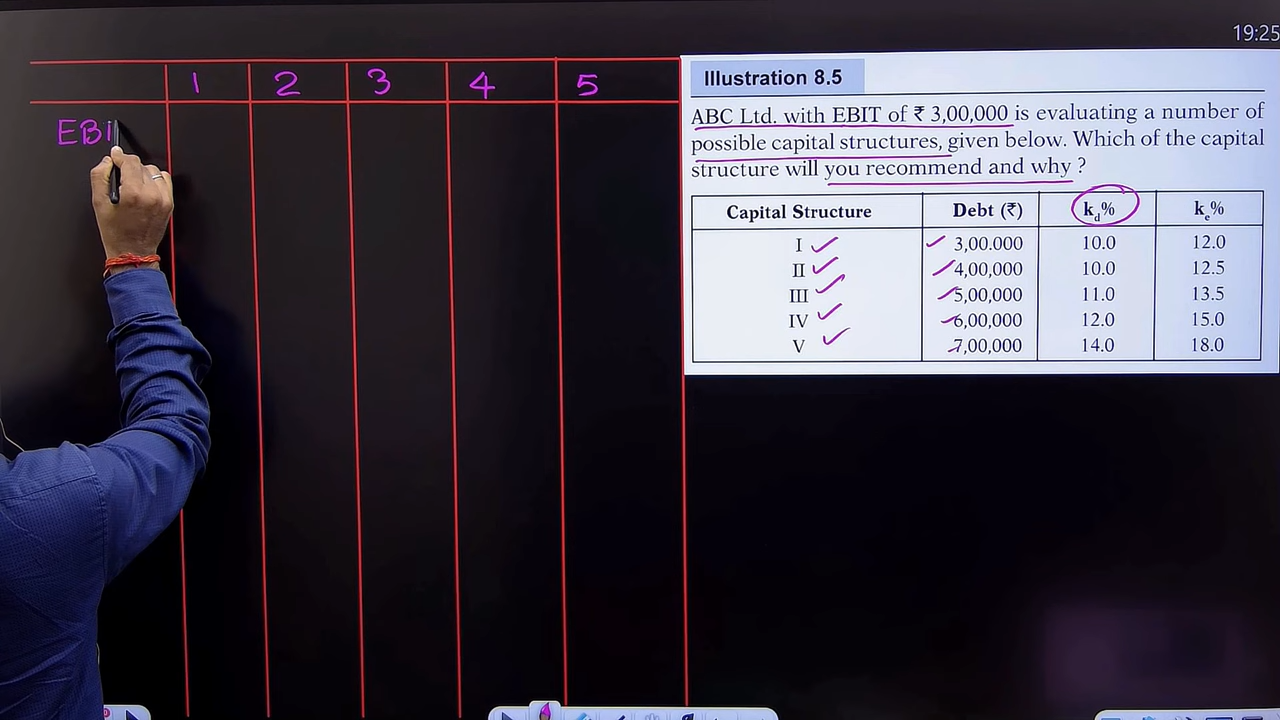 19:25
1 2 3 4 5
EBI
Illustration 8.5
ABC Ltd. with EBIT of ₹ 3,00,000 is evaluating a number of
possible capital structures, given below. Which of the capital
structure will you recommend and why ?
Capital Structure Debt (₹) kd% ke%
I 3,00.000 10.0 12.0
II 4,00,000 10.0 12.5
III 5,00,000 11.0 13.5
IV 6,00,000 12.0 15.0
V 7,00,000 14.0 18.0